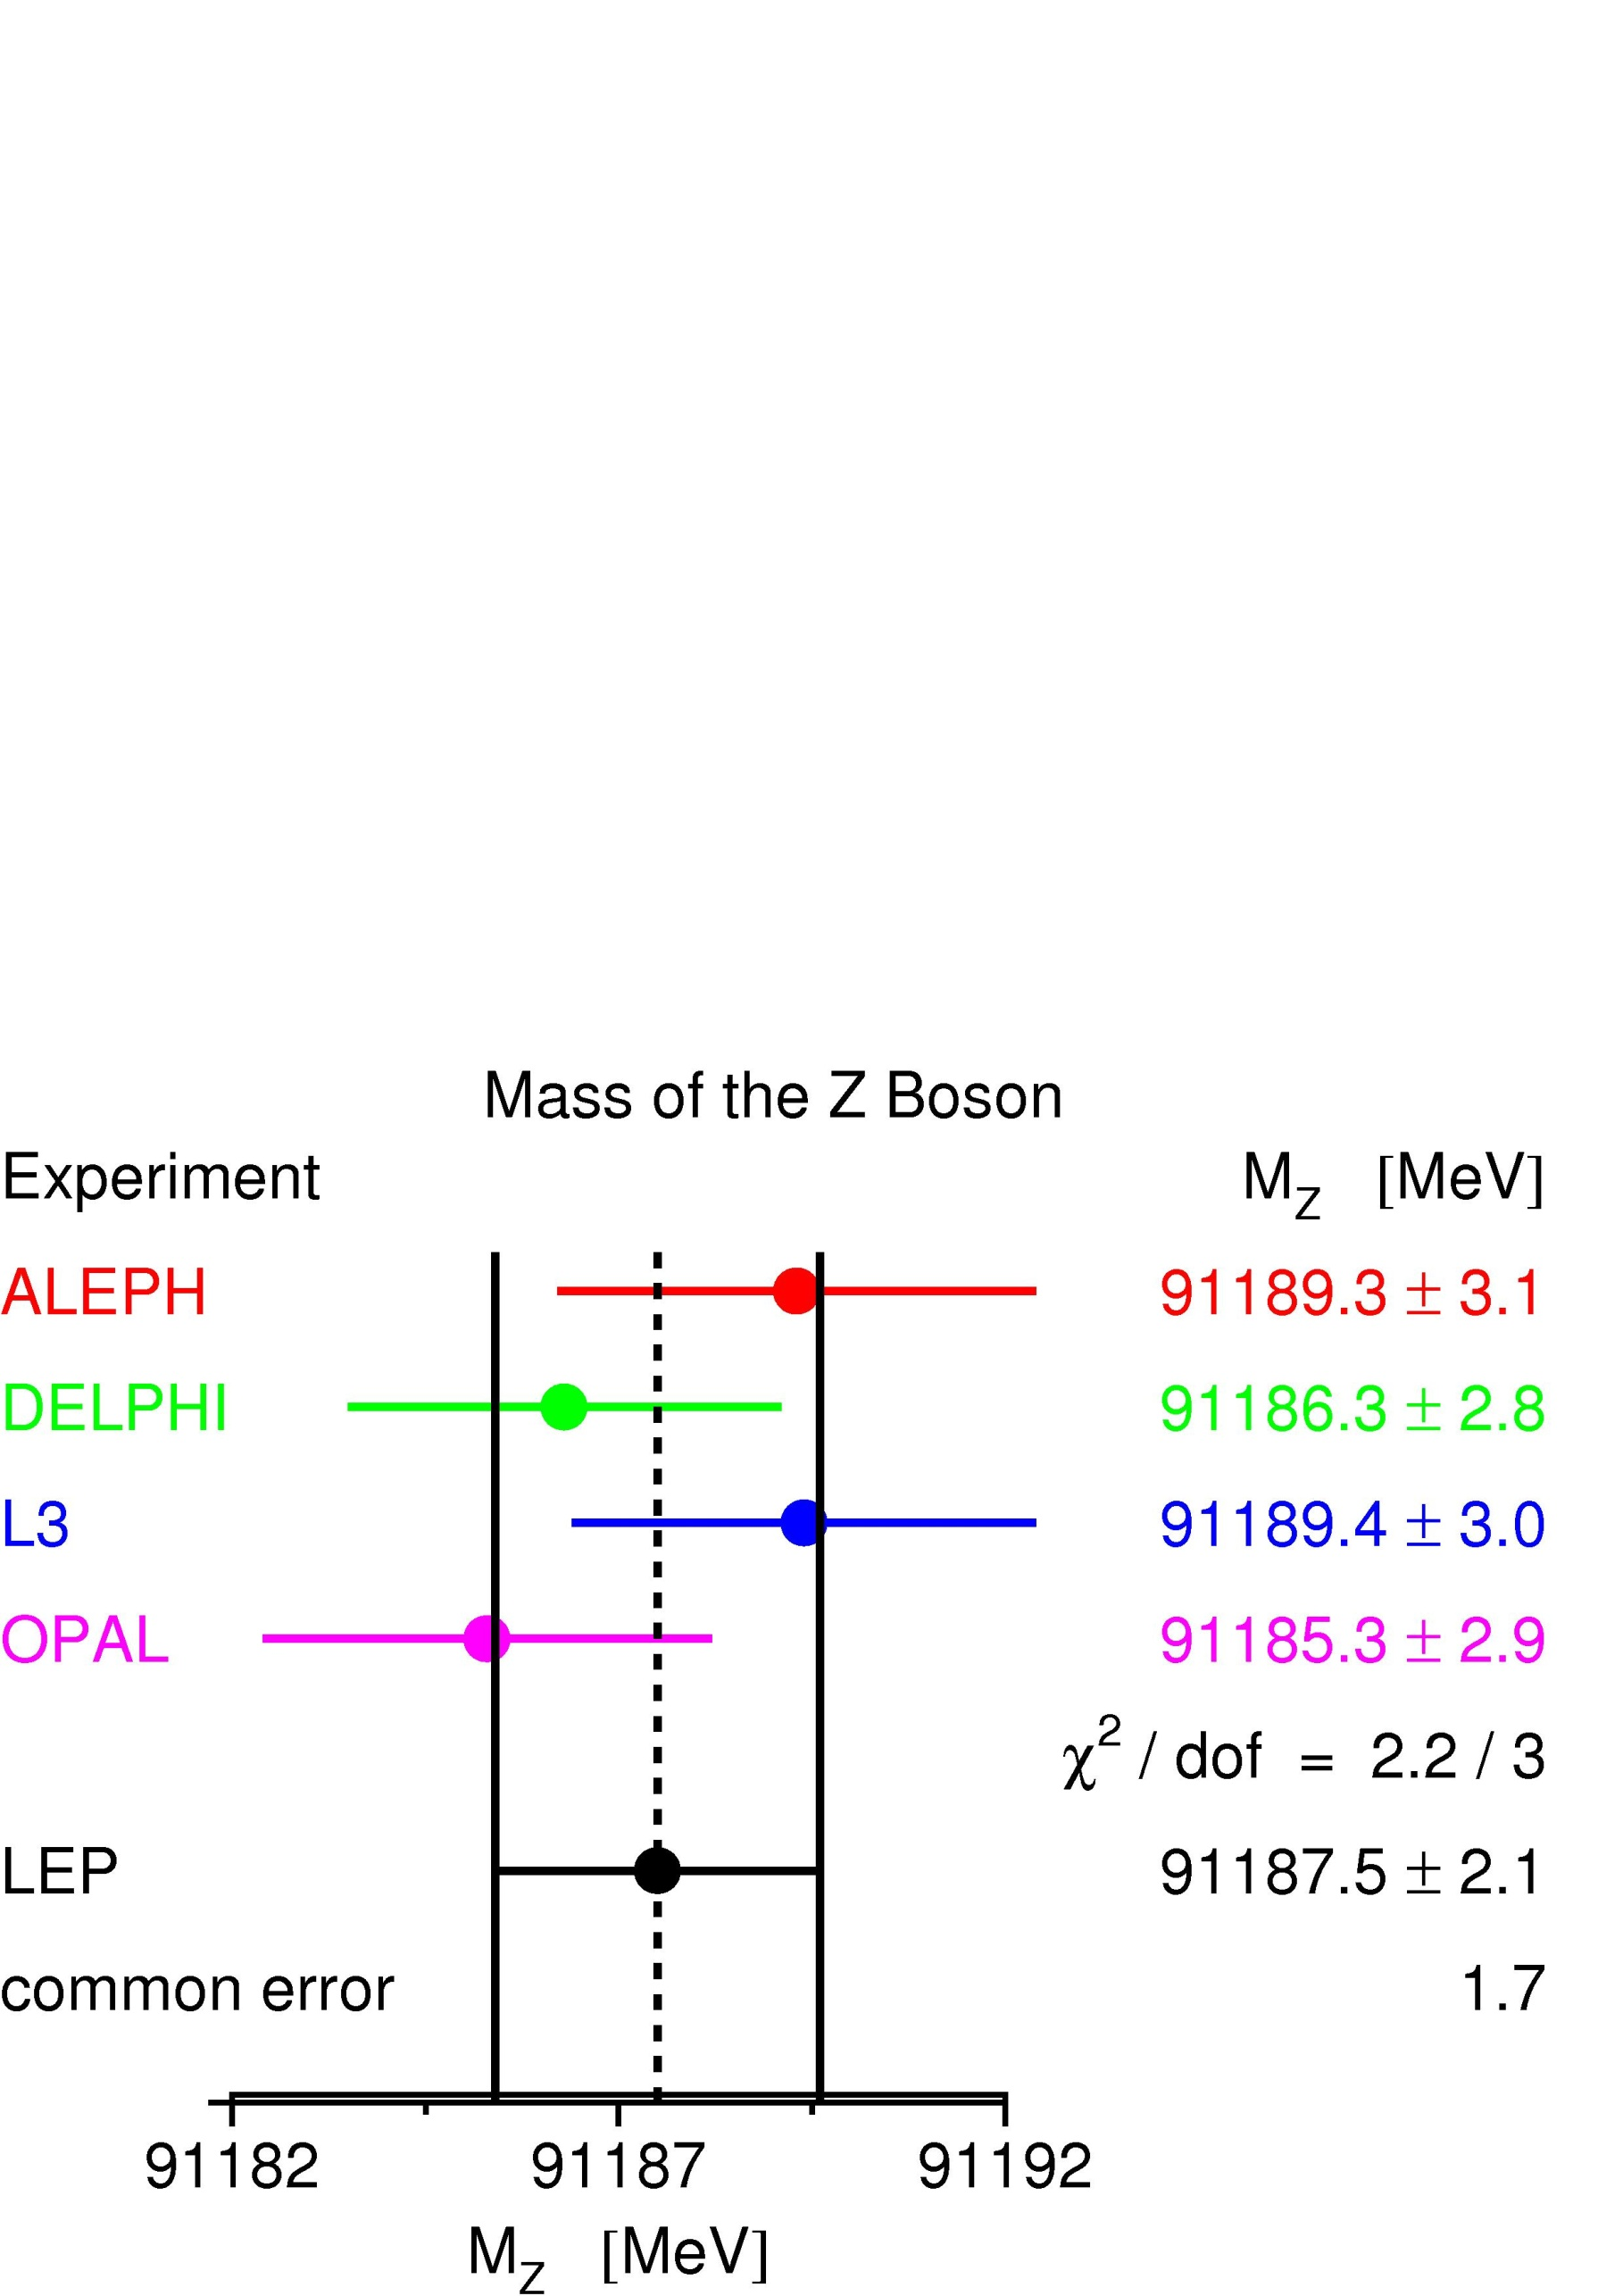 Mass of the Z Boson
Experiment M_Z [MeV]
ALEPH 91189.3 ± 3.1
DELPHI 91186.3 ± 2.8
L3 91189.4 ± 3.0
OPAL 91185.3 ± 2.9
χ² / dof = 2.2 / 3
LEP 91187.5 ± 2.1
common error 1.7
91182 91187 91192
M_Z [MeV]